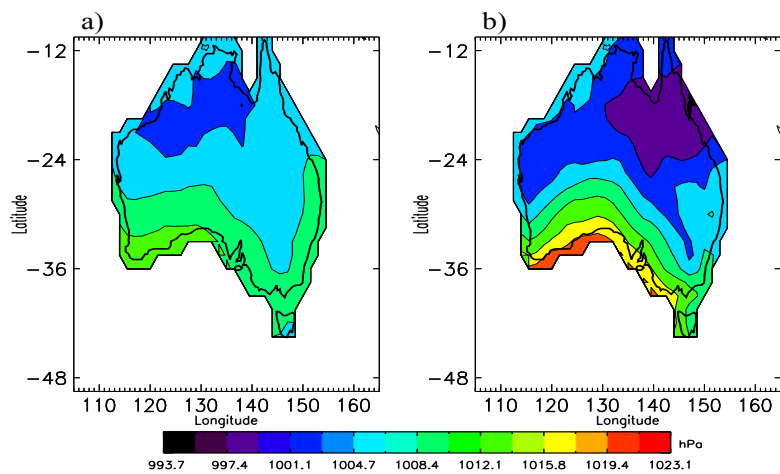 a) b)
-12 -12
-24 -24
Latitude Latitude
-36 -36
-48 -48
110 120 130 140 150 160 110 120 130 140 150 160
Longitude Longitude
hPa
993.7 997.4 1001.1 1004.7 1008.4 1012.1 1015.8 1019.4 1023.1